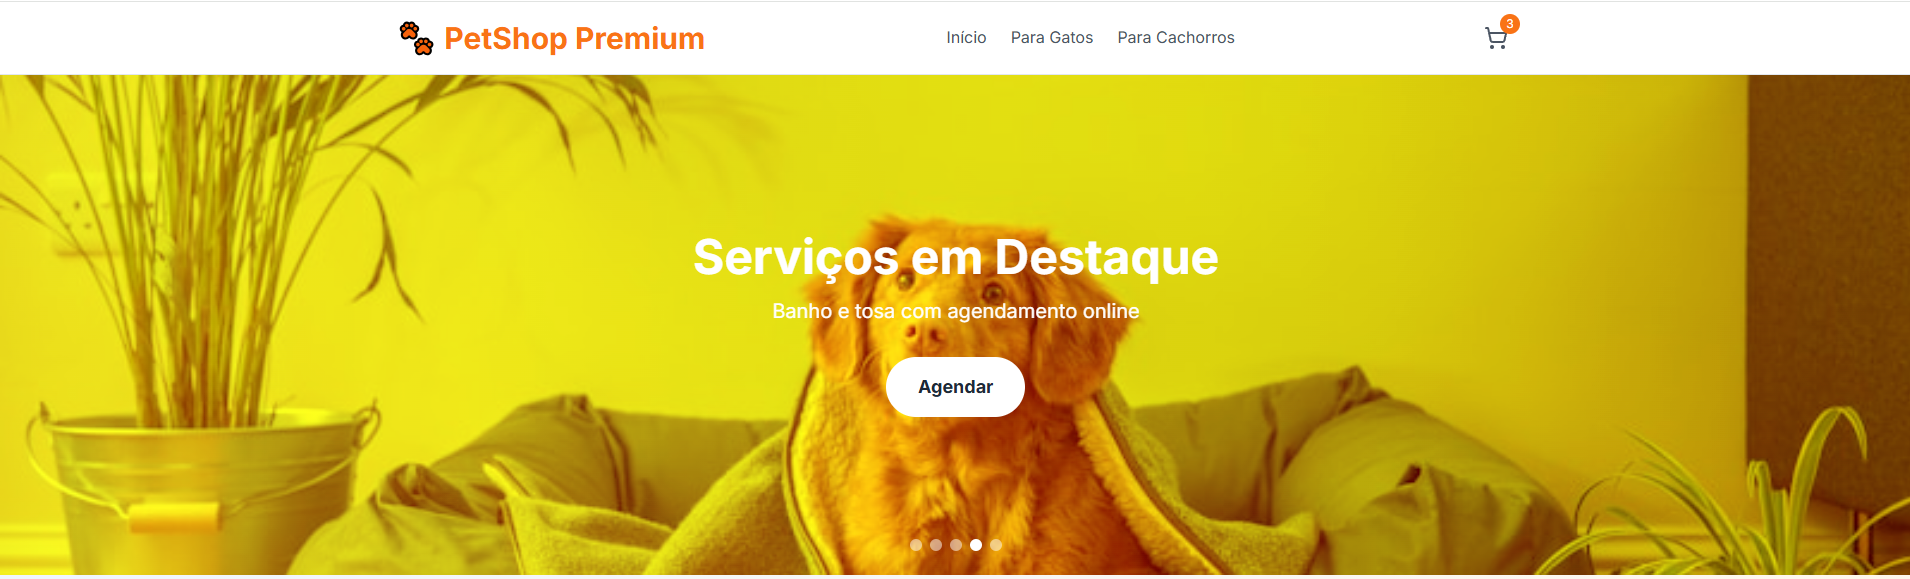 PetShop Premium
Início
Para Gatos
Para Cachorros
3
Serviços em Destaque
Banho e tosa com agendamento online
Agendar